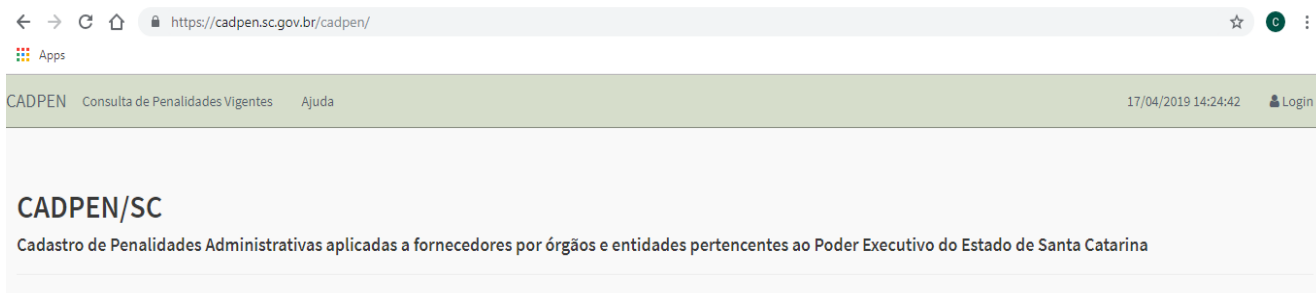 https://cadpen.sc.gov.br/cadpen/ C
Apps
CADPEN Consulta de Penalidades Vigentes Ajuda 17/04/2019 14:24:42 Login
CADPEN/SC
Cadastro de Penalidades Administrativas aplicadas a fornecedores por órgãos e entidades pertencentes ao Poder Executivo do Estado de Santa Catarina